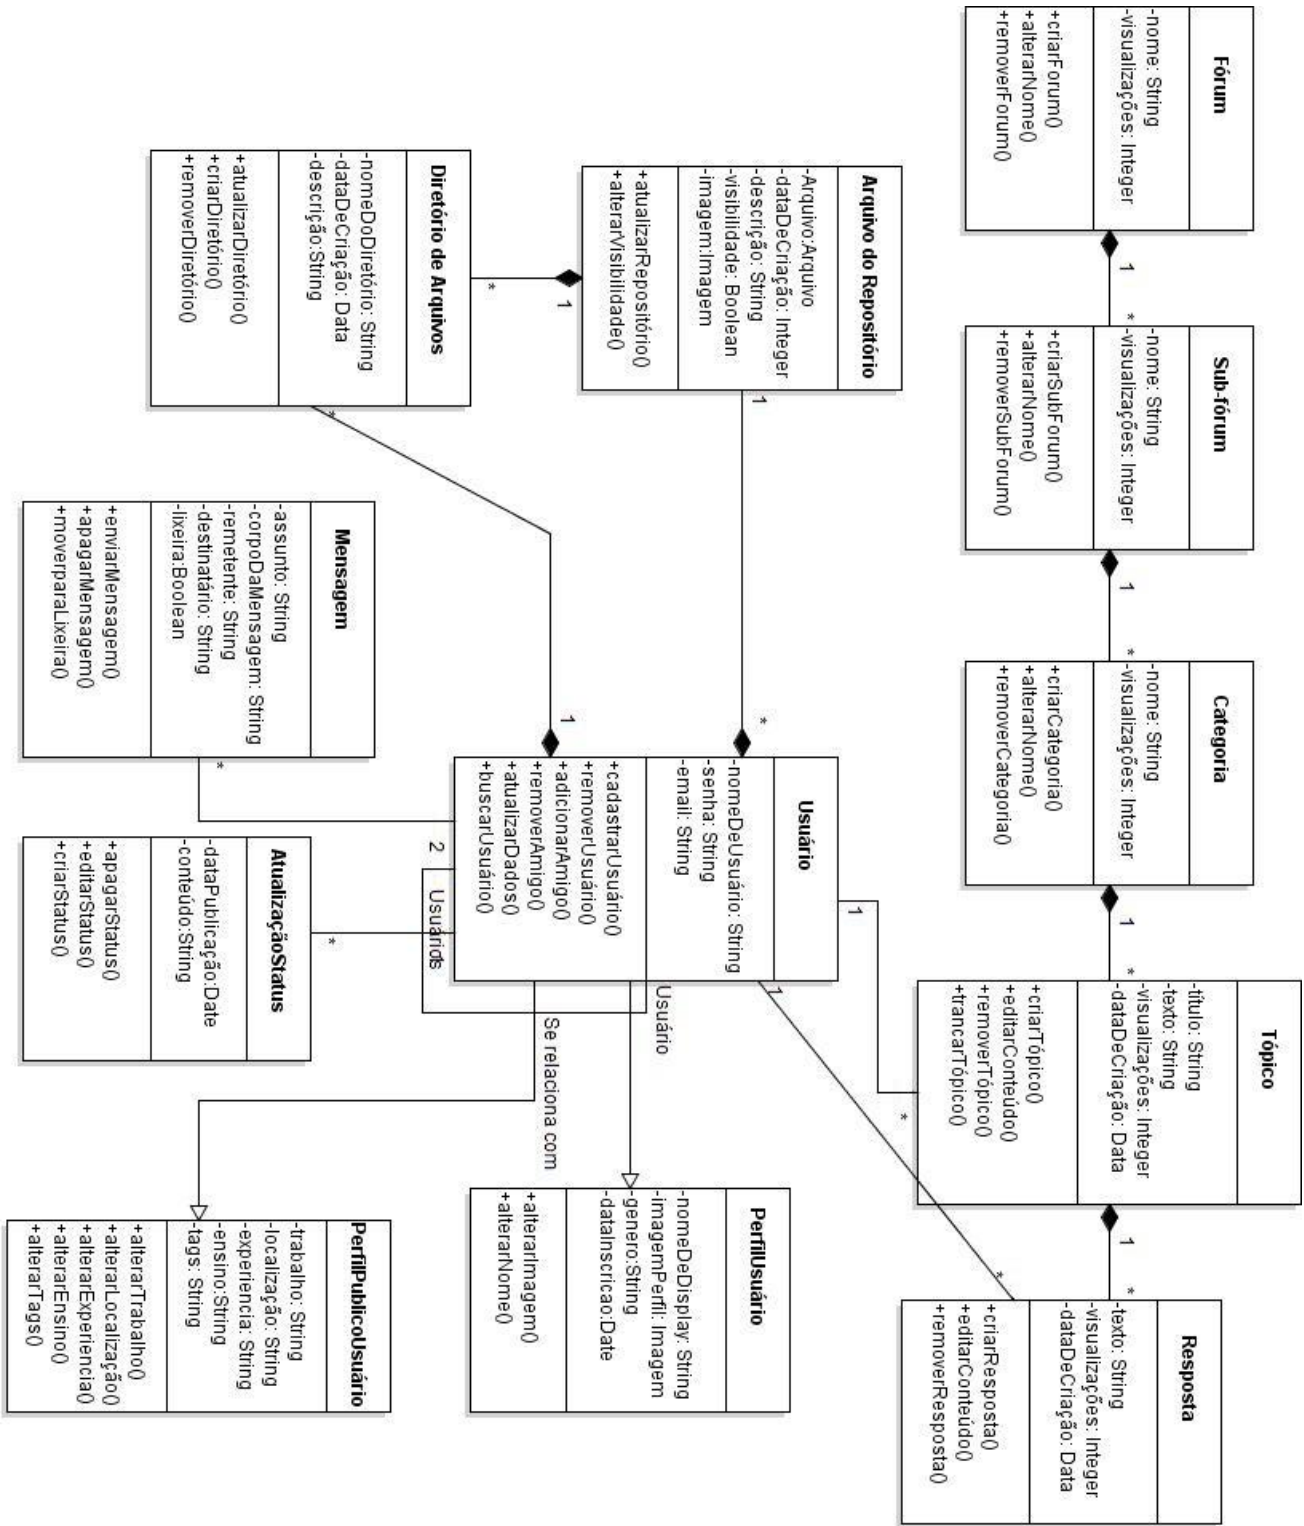 Fórum
-nome: String
-visualizações: Integer
+criarForum()
+alterarNome()
+removerForum()
1
*
Sub-fórum
-nome: String
-visualizações: Integer
+criarSubForum()
+alterarNome()
+removerSubForum()
1
*
Categoria
-nome: String
-visualizações: Integer
+criarCategoria()
+alterarNome()
+removerCategoria()
1
*
Tópico
-título: String
-texto: String
-visualizações: Integer
-dataDeCriação: Data
+criarTópico()
+editarConteúdo()
+removerTópico()
+trancarTópico()
1
*
Resposta
-texto: String
-visualizações: Integer
-dataDeCriação: Data
+criarResposta()
+editarConteúdo()
+removerResposta()
Arquivo do Repositório
-Arquivo:Arquivo
-dataDeCriação: Integer
-descrição: String
-visibilidade: Boolean
-imagem:Imagem
+atualizarRepositório()
+alterarVisibilidade()
1
*
1
*
Usuário
-nomeDeUsuário: String
-senha: String
-email: String
+cadastrarUsuário()
+removerUsuário()
+adicionarAmigo()
+removerAmigo()
+atualizarDados()
+buscarUsuário()
1
*
1
*
Diretório de Arquivos
-nomeDoDiretório: String
-dataDeCriação: Data
-descrição:String
+atualizarDiretório()
+criarDiretório()
+removerDiretório()
*
1
Usuário
Se relaciona com
Usuário
2
PerfilUsuário
-nomeDeDisplay: String
-imagemPerfil: Imagem
-genero:String
-dataInscricao:Date
+alterarImagem()
+alterarNome()
Mensagem
-assunto: String
-corpoDaMensagem: String
-remetente: String
-destinatário: String
-lixeira:Boolean
+enviarMensagem()
+apagarMensagem()
+moverparaLixeira()
*
AtualizaçãoStatus
-dataPublicação:Date
-conteúdo:String
+apagarStatus()
+editarStatus()
+criarStatus()
*
PerfilPublicoUsuário
-trabalho: String
-localização: String
-experiencia: String
-ensino:String
-tags: String
+alterarTrabalho()
+alterarLocalização()
+alterarExperiencia()
+alterarEnsino()
+alterarTags()